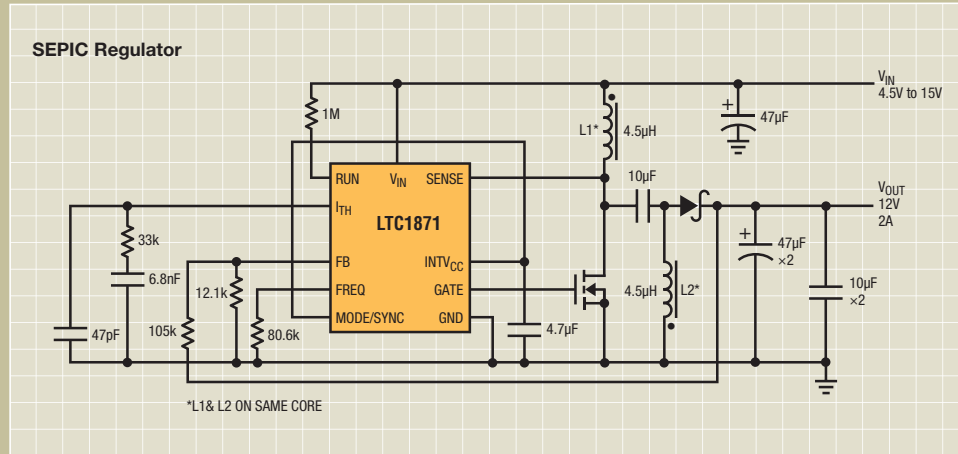 SEPIC Regulator
VIN
4.5V to 15V
1M
L1*
4.5µH
+
47µF
RUN
VIN
SENSE
10µF
VOUT
12V
2A
ITH
LTC1871
33k
+
47µF
×2
FB
INTVCC
6.8nF
12.1k
FREQ
GATE
4.5µH
L2*
10µF
×2
47pF
105k
80.6k
MODE/SYNC
GND
4.7µF
*L1& L2 ON SAME CORE